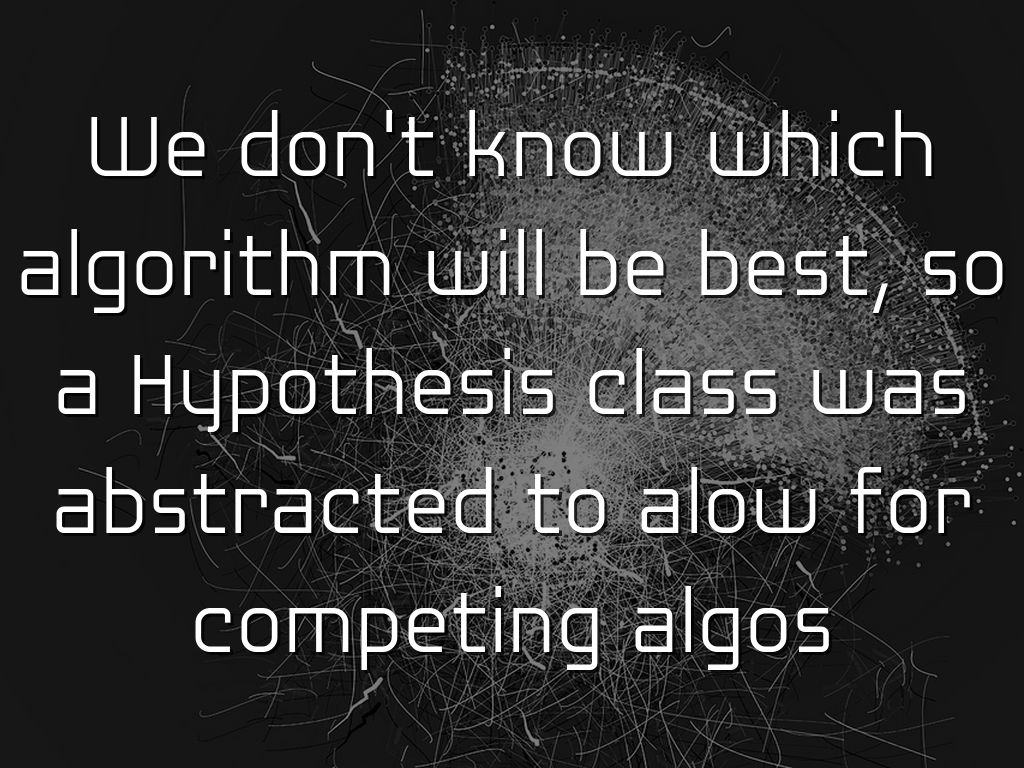 We don't know which
algorithm will be best, so
a Hypothesis class was
abstracted to alow for
competing algos